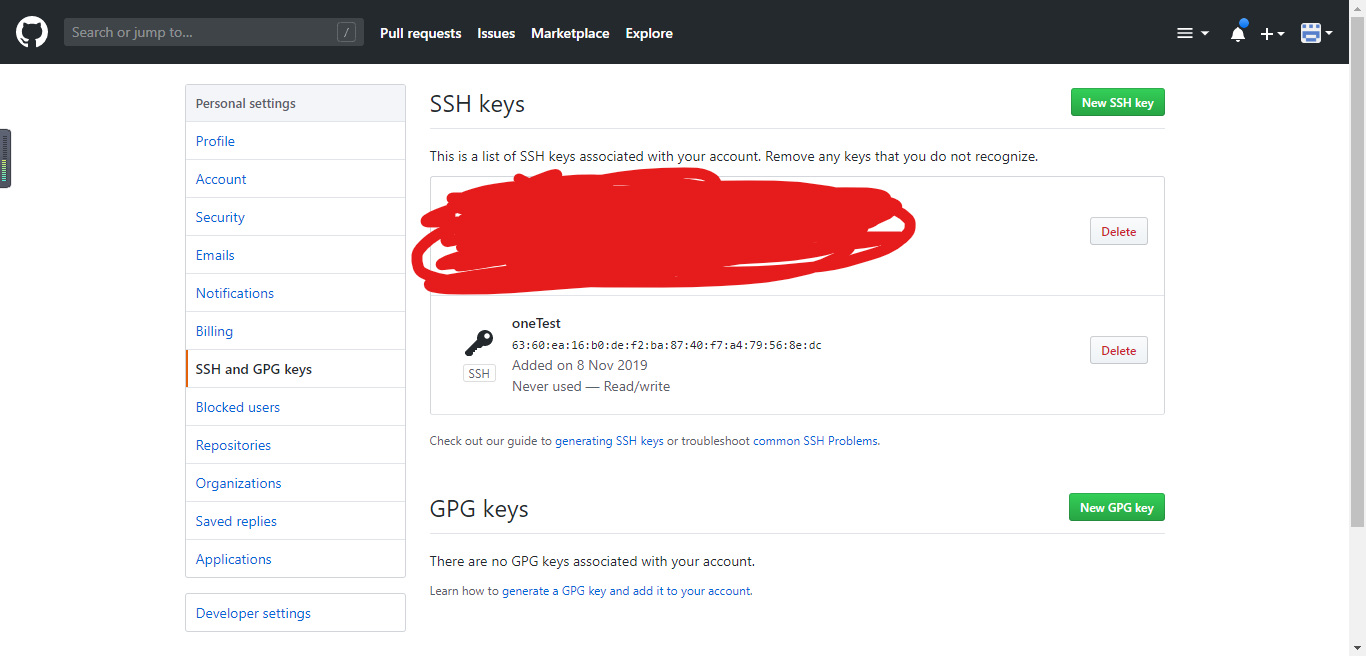 Search or jump to...
/
Pull requests
Issues
Marketplace
Explore
Personal settings
Profile
Account
Security
Emails
Notifications
Billing
SSH and GPG keys
Blocked users
Repositories
Organizations
Saved replies
Applications
Developer settings
SSH keys
New SSH key
This is a list of SSH keys associated with your account. Remove any keys that you do not recognize.
Delete
oneTest
63:60:ea:16:b0:de:f2:ba:87:40:f7:a4:79:56:8e:dc
Added on 8 Nov 2019
Never used — Read/write
SSH
Delete
Check out our guide to generating SSH keys or troubleshoot common SSH Problems.
GPG keys
New GPG key
There are no GPG keys associated with your account.
Learn how to generate a GPG key and add it to your account.